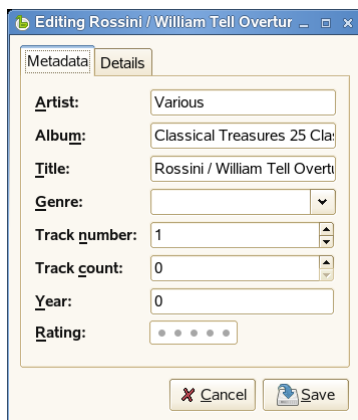 Editing Rossini / William Tell Overtur
Metadata Details
Artist: Various
Album: Classical Treasures 25 Clas
Title: Rossini / William Tell Overtu
Genre:
Track number: 1
Track count: 0
Year: 0
Rating:
Cancel Save